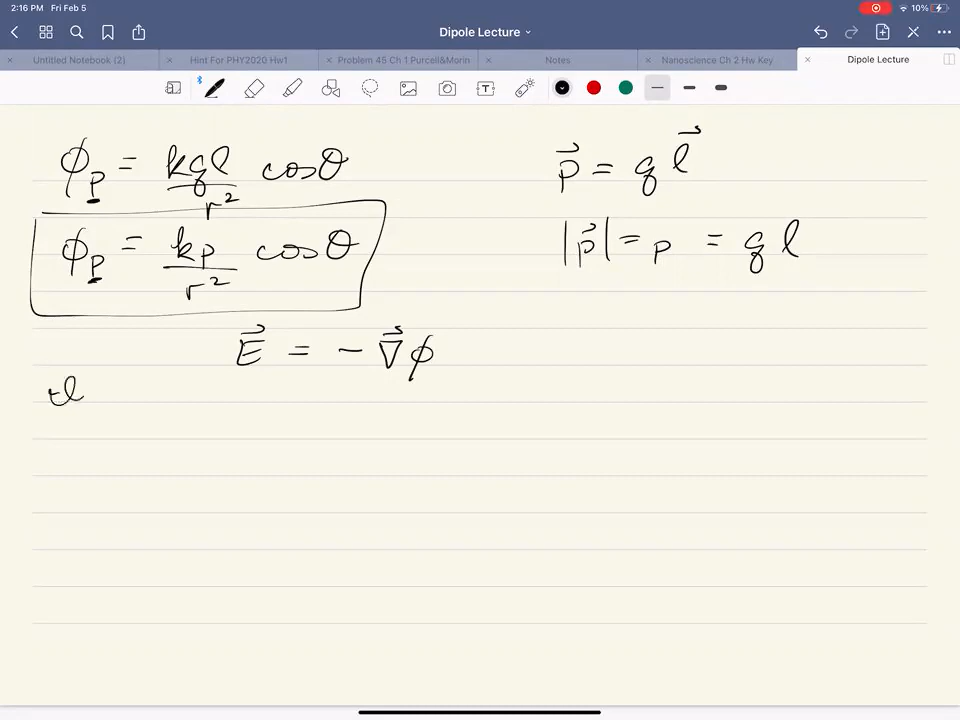 2:16 PM Fri Feb 5
10%
Dipole Lecture
Untitled Notebook (2)
Hint For PHY2020 Hw1
Problem 45 Ch 1 Purcell&Morin
Notes
Nanoscience Ch 2 Hw Key
Dipole Lecture
T
ϕ_P = kql/r² cosθ
p⃗ = q l⃗
ϕ_P = kp/r² cosθ
|p⃗| = p = q l
E⃗ = − ∇⃗ϕ